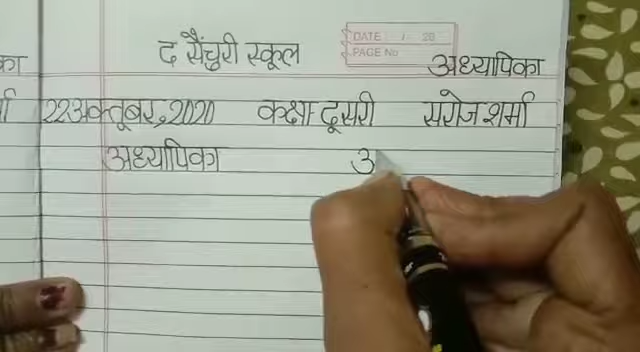 DATE / 20
द सैंचुरी स्कूल
PAGE No
अध्यापिका
22 अक्तूबर, 2020 कक्षा दूसरी सरोज शर्मा
अध्यापिका